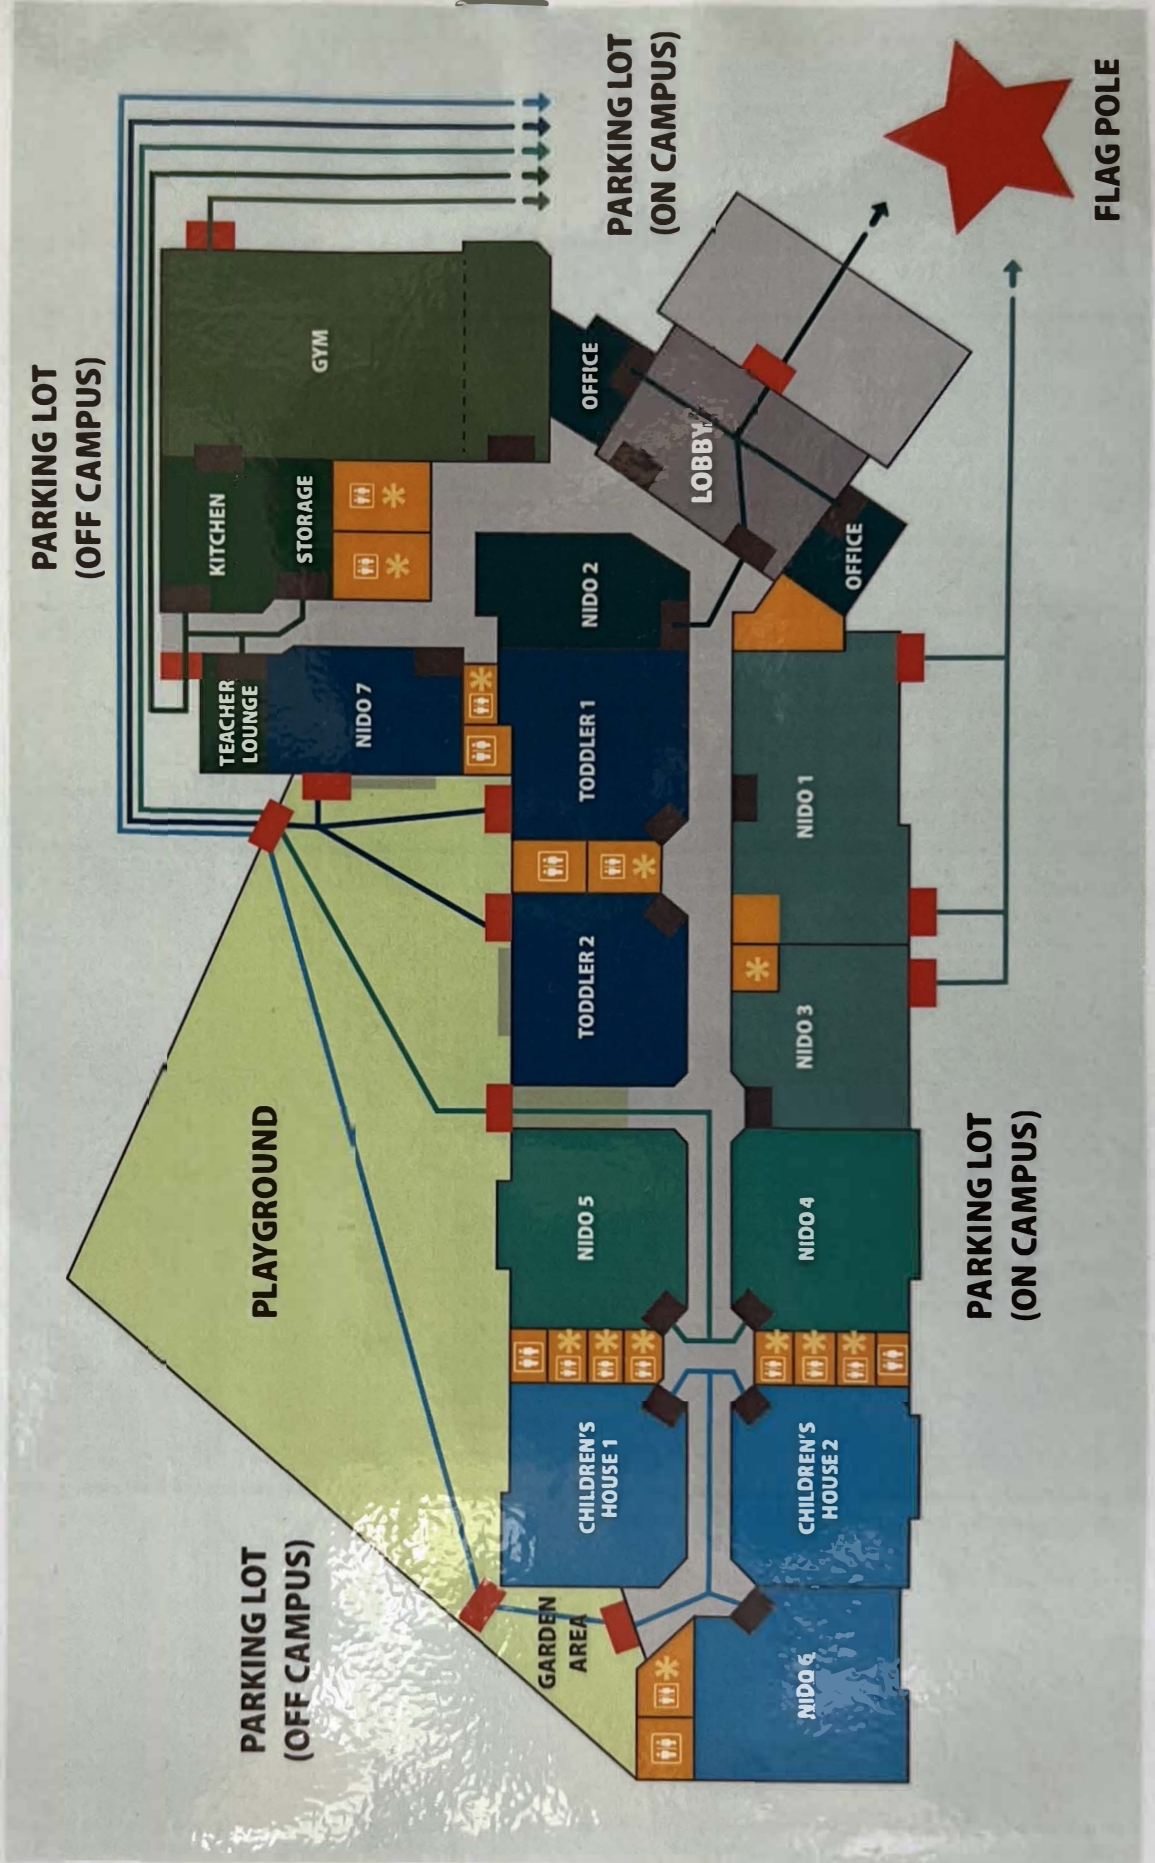 PARKING LOT
(OFF CAMPUS)
PARKING LOT
(OFF CAMPUS)
PLAYGROUND
GARDEN
AREA
TEACHER
LOUNGE
KITCHEN
STORAGE
GYM
NIDO 7
CHILDREN'S
HOUSE 1
NIDO 5
TODDLER 2
TODDLER 1
NIDO 2
OFFICE
PARKING LOT
(ON CAMPUS)
LOBBY
NIDO 6
CHILDREN'S
HOUSE 2
NIDO 4
NIDO 3
NIDO 1
OFFICE
PARKING LOT
(ON CAMPUS)
FLAG POLE